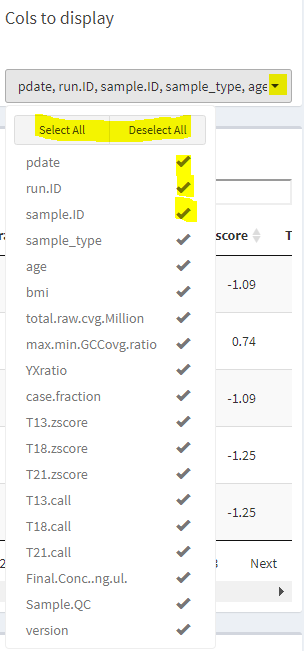 Cols to display
pdate, run.ID, sample.ID, sample_type, age
Select All Deselect All
pdate
run.ID
sample.ID
sample_type
score T
age
-1.09
bmi
total.raw.cvg.Million
max.min.GCCovg.ratio 0.74
YXratio
case.fraction -1.09
T13.zscore
T18.zscore -1.25
T21.zscore
T13.call -1.25
T18.call
T21.call
Next
Final.Conc..ng.ul.
Sample.QC
version